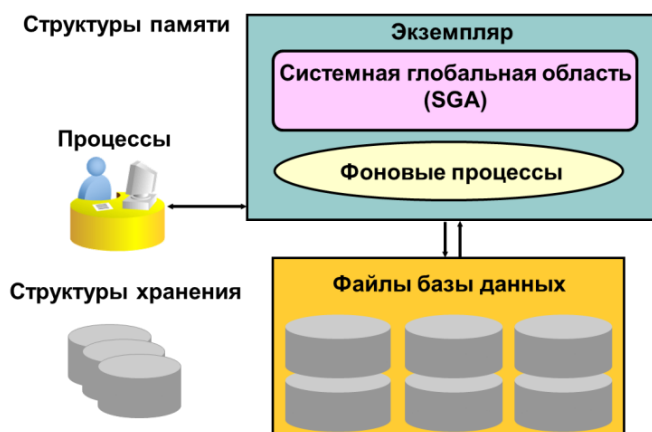 Структуры памяти
Экземпляр
Системная глобальная область
(SGA)
Процессы
Фоновые процессы
Структуры хранения
Файлы базы данных